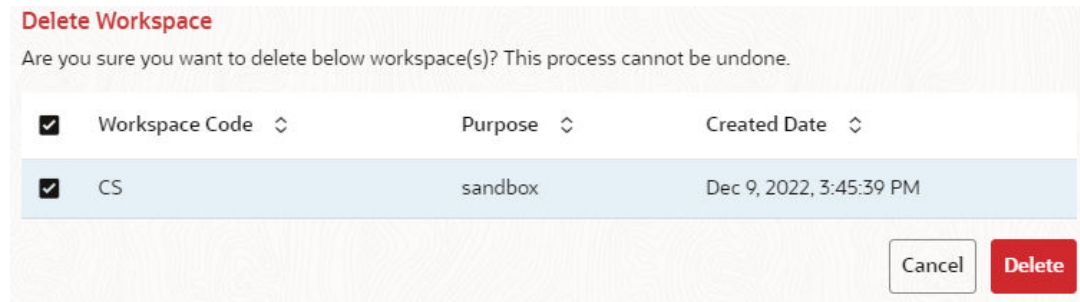 Delete Workspace
Are you sure you want to delete below workspace(s)? This process cannot be undone.
Workspace Code Purpose Created Date
CS sandbox Dec 9, 2022, 3:45:39 PM
Cancel Delete